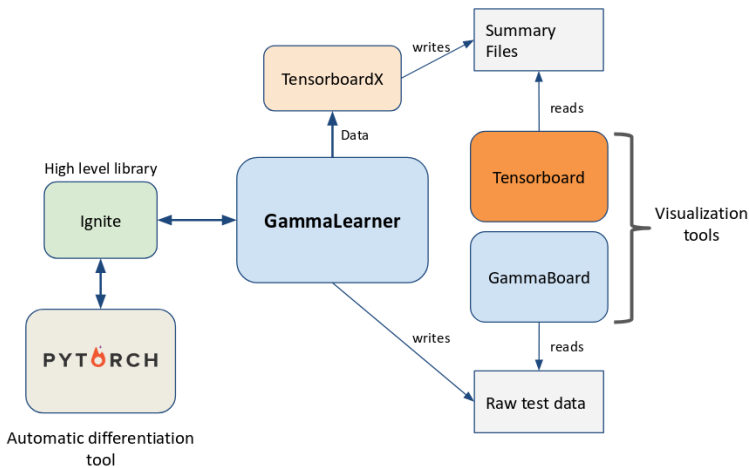 Summary
Files
writes
TensorboardX
Data
reads
High level library
Tensorboard
Ignite
GammaLearner
Visualization
tools
GammaBoard
writes
reads
PYTORCH
Raw test data
Automatic differentiation
tool